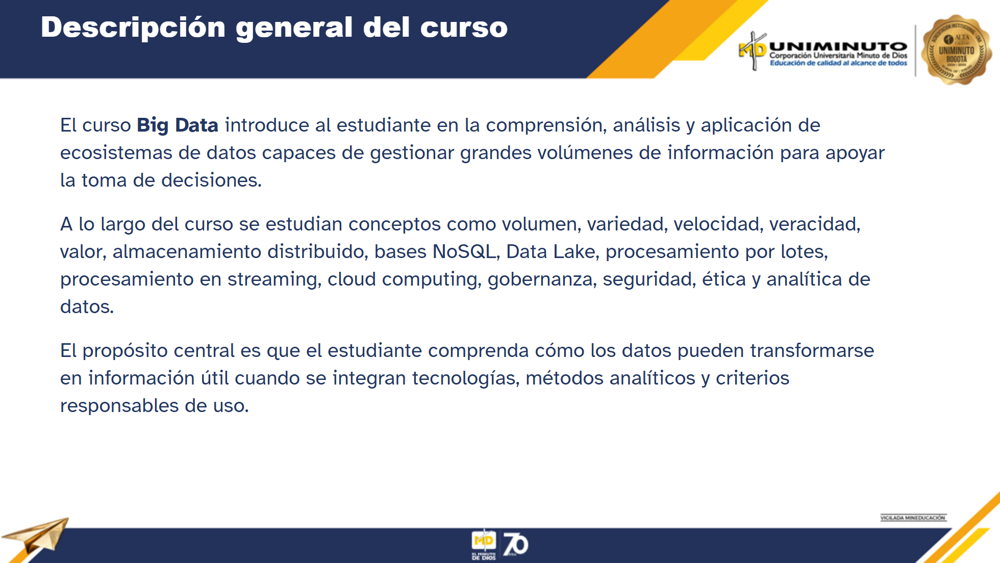 Descripción general del curso
MD UNIMINUTO
Corporación Universitaria Minuto de Dios
Educación de calidad al alcance de todos
ACREDITACIÓN INSTITUCIONAL
ALTA
CALIDAD
UNIMINUTO
BOGOTÁ
El curso Big Data introduce al estudiante en la comprensión, análisis y aplicación de
ecosistemas de datos capaces de gestionar grandes volúmenes de información para apoyar
la toma de decisiones.
A lo largo del curso se estudian conceptos como volumen, variedad, velocidad, veracidad,
valor, almacenamiento distribuido, bases NoSQL, Data Lake, procesamiento por lotes,
procesamiento en streaming, cloud computing, gobernanza, seguridad, ética y analítica de
datos.
El propósito central es que el estudiante comprenda cómo los datos pueden transformarse
en información útil cuando se integran tecnologías, métodos analíticos y criterios
responsables de uso.
VIGILADA MINEDUCACIÓN
MD
EL MINUTO
DE DIOS
70
Años